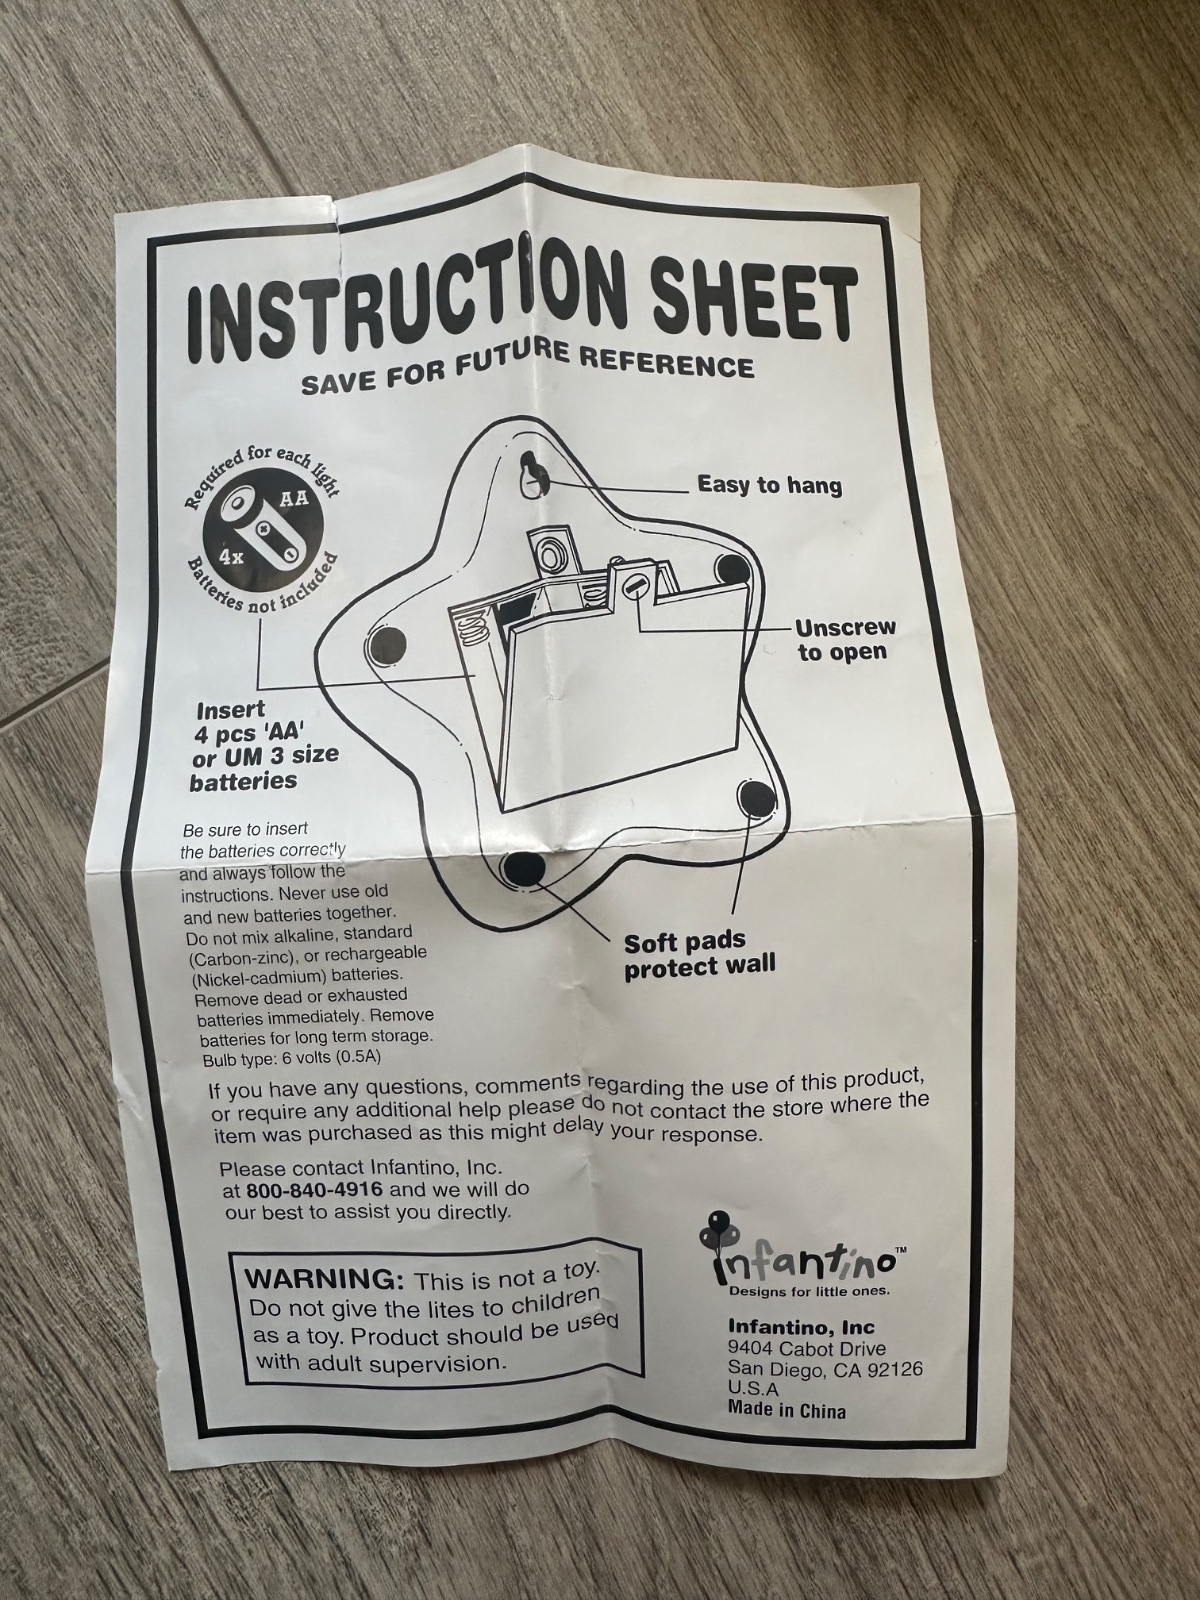 INSTRUCTION SHEET
SAVE FOR FUTURE REFERENCE
Required for each light
AA
4x
Batteries not included
Easy to hang
Unscrew
to open
Insert
4 pcs 'AA'
or UM 3 size
batteries
Be sure to insert
the batteries correctly
and always follow the
instructions. Never use old
and new batteries together.
Do not mix alkaline, standard
(Carbon-zinc), or rechargeable
(Nickel-cadmium) batteries.
Remove dead or exhausted
batteries immediately. Remove
batteries for long term storage.
Bulb type: 6 volts (0.5A)
Soft pads
protect wall
If you have any questions, comments regarding the use of this product,
or require any additional help please do not contact the store where the
item was purchased as this might delay your response.
Please contact Infantino, Inc.
at 800-840-4916 and we will do
our best to assist you directly.
WARNING: This is not a toy.
Do not give the lites to children
as a toy. Product should be used
with adult supervision.
infantino™
Designs for little ones.
Infantino, Inc
9404 Cabot Drive
San Diego, CA 92126
U.S.A
Made in China